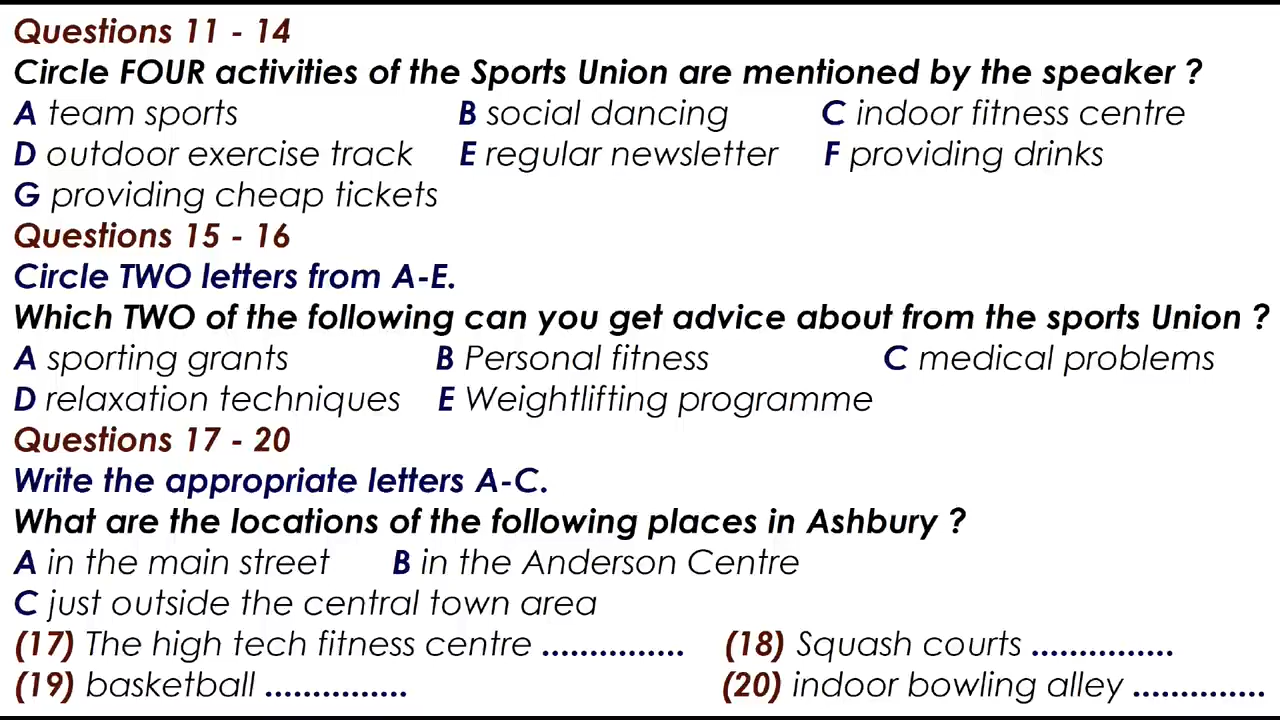 Questions 11 - 14
Circle FOUR activities of the Sports Union are mentioned by the speaker ?
A team sports B social dancing C indoor fitness centre
D outdoor exercise track E regular newsletter F providing drinks
G providing cheap tickets
Questions 15 - 16
Circle TWO letters from A-E.
Which TWO of the following can you get advice about from the sports Union ?
A sporting grants B Personal fitness C medical problems
D relaxation techniques E Weightlifting programme
Questions 17 - 20
Write the appropriate letters A-C.
What are the locations of the following places in Ashbury ?
A in the main street B in the Anderson Centre
C just outside the central town area
(17) The high tech fitness centre ............... (18) Squash courts ...............
(19) basketball ............... (20) indoor bowling alley ..............